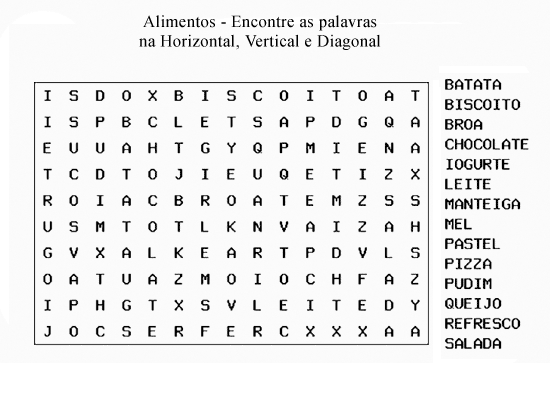 Alimentos - Encontre as palavras
na Horizontal, Vertical e Diagonal
I S D O X B I S C O I T O A T
I S P B C L E T S A P D G Q A
E U U A H T G Y Q P M I E N A
T C D T O J I E U Q E T I Z X
R O I A C B R O A T E M Z S S
U S M T O T L K N V A I Z A H
G V X A L K E A R T P D V L S
O A T U A Z M O I O C H F A Z
I P H G T X S V L E I T E D Y
J O C S E R F E R C X X X A A
BATATA
BISCOITO
BROA
CHOCOLATE
IOGURTE
LEITE
MANTEIGA
MEL
PASTEL
PIZZA
PUDIM
QUEIJO
REFRESCO
SALADA